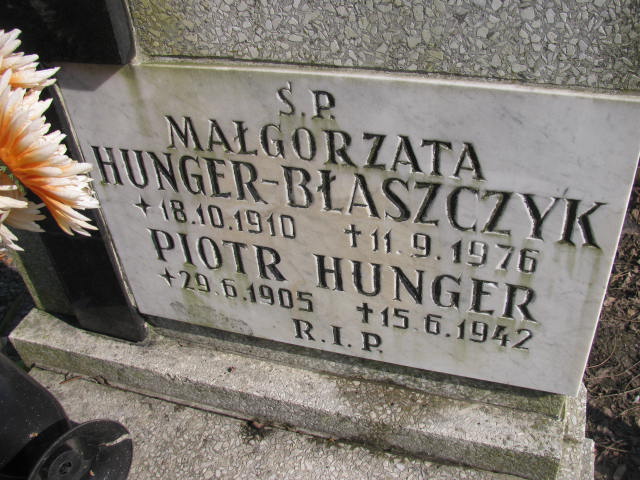 Ś.P.
MAŁGORZATA
HUNGER-BŁASZCZYK
+18.10.1910 †11.9.1976
PIOTR HUNGER
+29.6.1905 †15.6.1942
R.I.P.